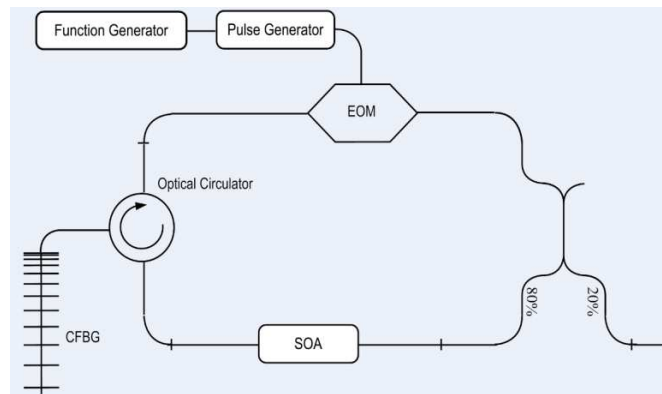 Function Generator
Pulse Generator
EOM
Optical Circulator
80%
20%
CFBG
SOA